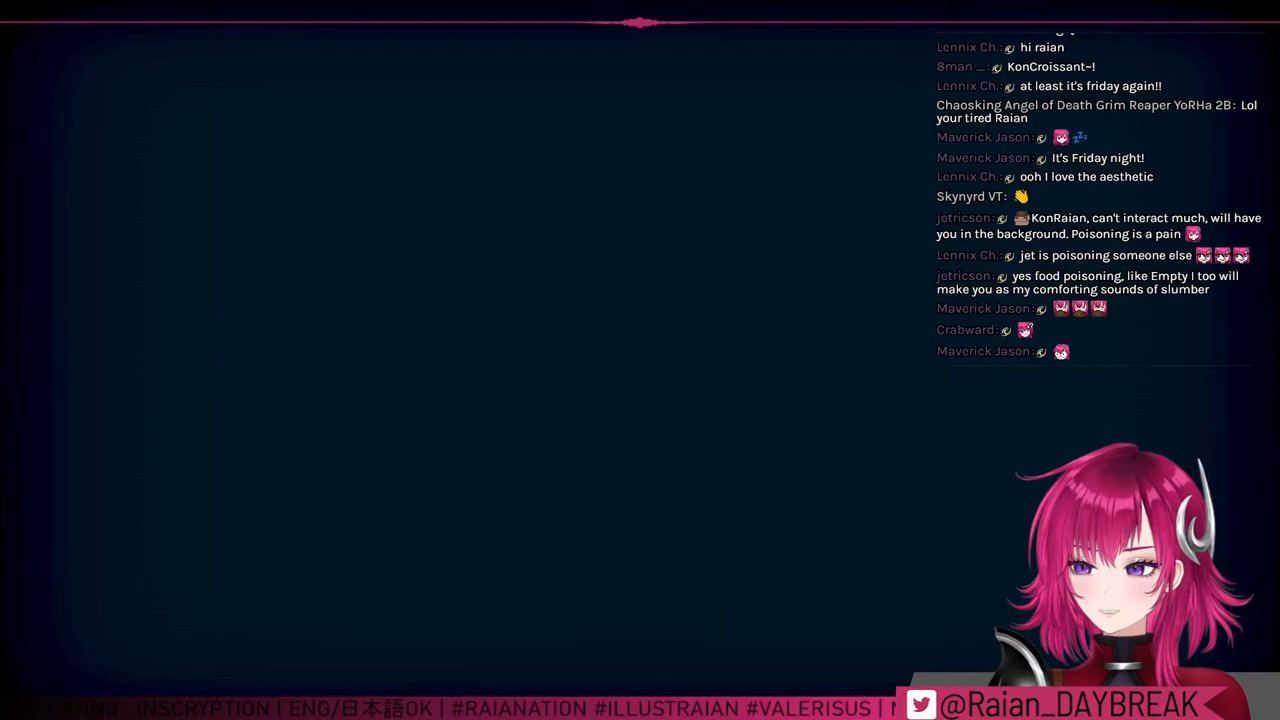 Lennix Ch.: hi raian
8man _: KonCroissant~!
Lennix Ch.: at least it's friday again!!
Chaosking Angel of Death Grim Reaper YoRHa 2B: Lol
your tired Raian
Maverick Jason:
Maverick Jason: It's Friday night!
Lennix Ch.: ooh I love the aesthetic
Skynyrd VT:
jetricson: KonRaian, can't interact much, will have
you in the background. Poisoning is a pain
Lennix Ch.: jet is poisoning someone else
jetricson: yes food poisoning, like Empty I too will
make you as my comforting sounds of slumber
Maverick Jason:
Crabward:
Maverick Jason:
INSCRYPTION | ENG/日本語OK | #RAIANATION #ILLUSTRAIAN #VALERISUS |
@Raian_DAYBREAK